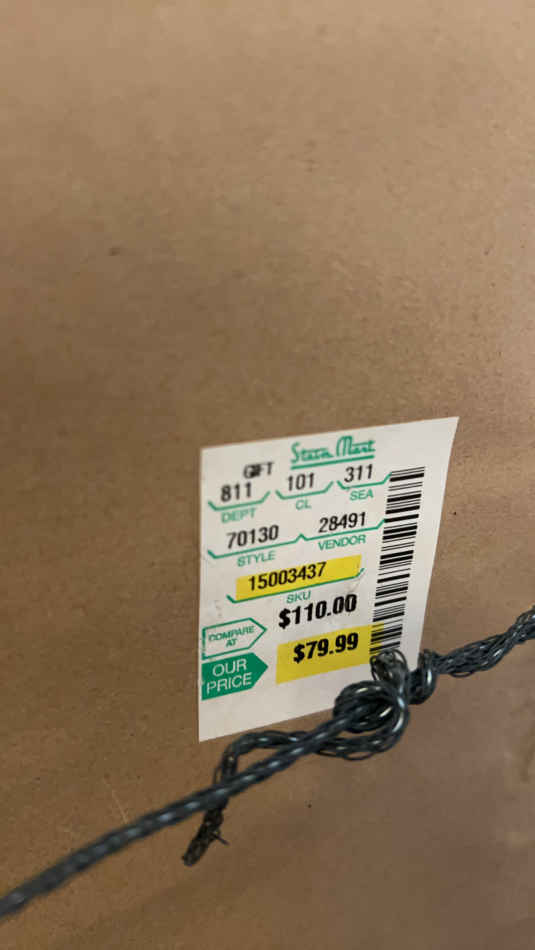 Stein Mart
GIFT
811 101 311
DEPT CL SEA
70130 28491
STYLE VENDOR
15003437
SKU
COMPARE AT $110.00
OUR PRICE $79.99